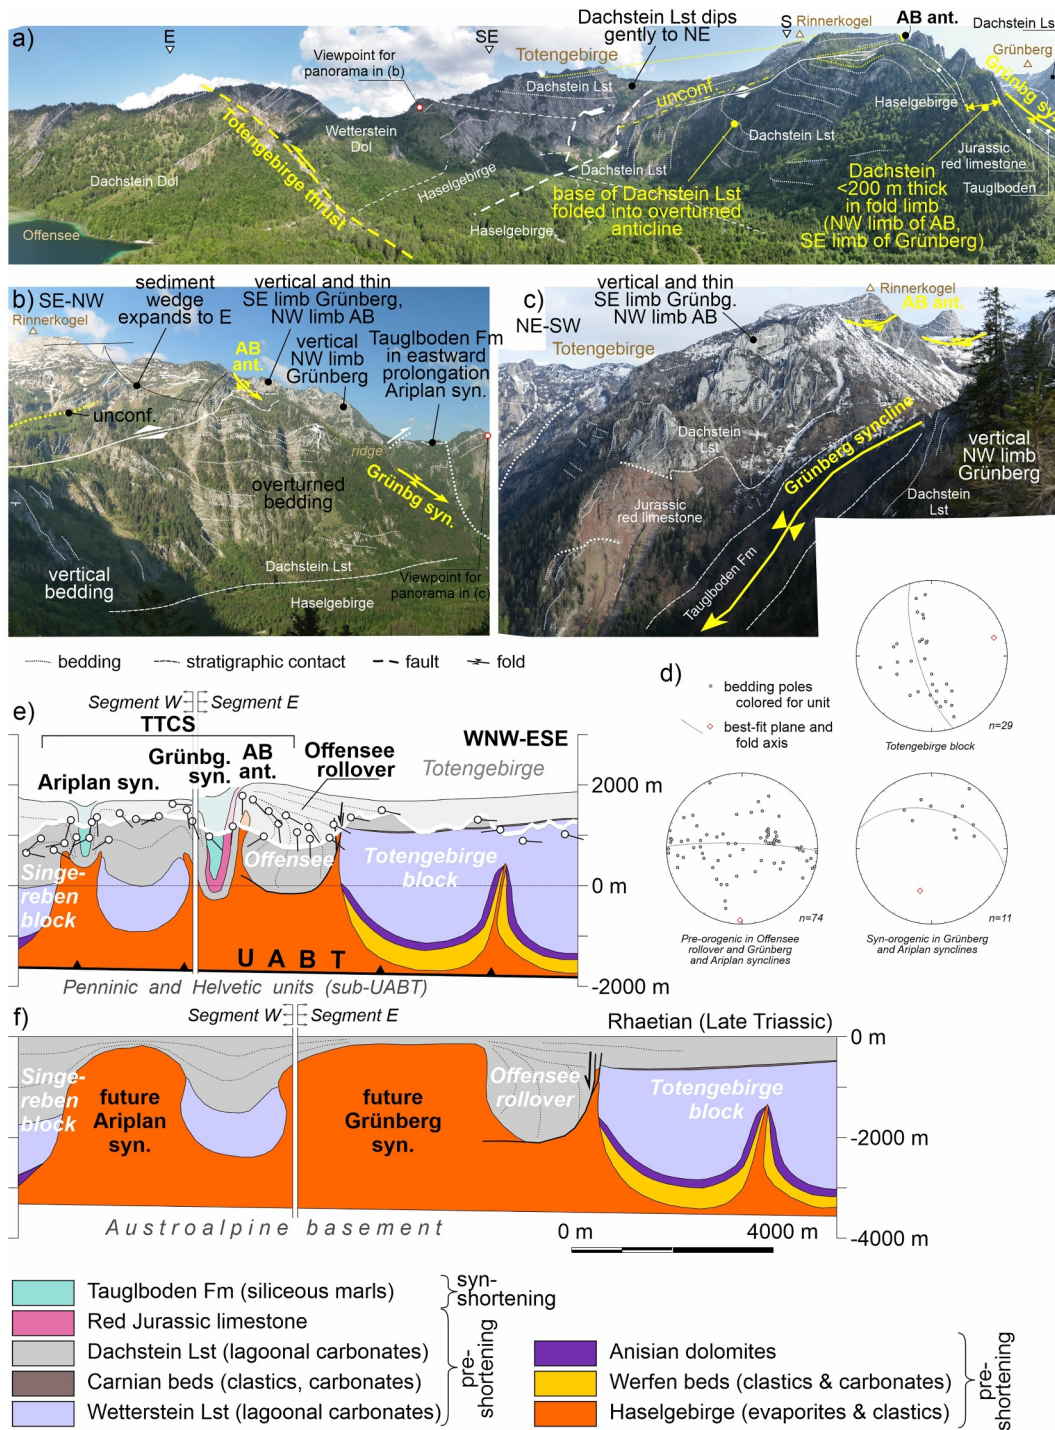 a)
E
SE
S
Viewpoint for
panorama in (b)
Totengebirge
Dachstein Lst dips
gently to NE
Rinnerkogel
AB ant.
Grünberg
Dachstein Lst
unconf.
Haselgebirge
Wetterstein
Dol
Dachstein Dol
Totengebirge thrust
Haselgebirge
Dachstein Lst
Dachstein Lst
Haselgebirge
base of Dachstein Lst
folded into overturned
anticline
Jurassic
red limestone
Tauglboden
Dachstein
<200 m thick
in fold limb
(NW limb of AB,
SE limb of Grünberg)
Offensee
b)
SE-NW
Rinnerkogel
sediment
wedge
expands to E
vertical and thin
SE limb Grünberg,
NW limb AB
AB
ant.
vertical
NW limb
Grünberg
Tauglboden Fm
in eastward
prolongation
Ariplan syn.
unconf.
ridge
Grünbg syn.
overturned
bedding
vertical
bedding
Dachstein Lst
Haselgebirge
Viewpoint for
panorama in (c)
c)
NE-SW
Totengebirge
vertical and thin
SE limb Grünbg.
NW limb AB
Rinnerkogel
AB ant.
Dachstein
Lst
Grünberg syncline
vertical
NW limb
Grünberg
Jurassic
red limestone
Dachstein
Lst
Tauglboden Fm
bedding
stratigraphic contact
fault
fold
d)
bedding poles
colored for unit
best-fit plane and
fold axis
n=29
Totengebirge block
n=74
Pre-orogenic in Offensee
rollover and Grünberg
and Ariplan synclines
n=11
Syn-orogenic in Grünberg
and Ariplan synclines
e)
Segment W
Segment E
TTCS
Ariplan syn.
Grünbg.
syn.
AB
ant.
Offensee
rollover
WNW-ESE
Totengebirge
2000 m
0 m
-2000 m
Singe-
reben
block
Offensee
Totengebirge
block
U A B T
Penninic and Helvetic units (sub-UABT)
f)
Segment W
Segment E
Rhaetian (Late Triassic)
0 m
-2000 m
-4000 m
Singe-
reben
block
future
Ariplan
syn.
future
Grünberg
syn.
Offensee
rollover
Totengebirge
block
Austroalpine basement
0 m
4000 m
Tauglboden Fm (siliceous marls)
syn-
shortening
Red Jurassic limestone
Dachstein Lst (lagoonal carbonates)
Carnian beds (clastics, carbonates)
Wetterstein Lst (lagoonal carbonates)
pre-
shortening
Anisian dolomites
Werfen beds (clastics & carbonates)
Haselgebirge (evaporites & clastics)
pre-
shortening